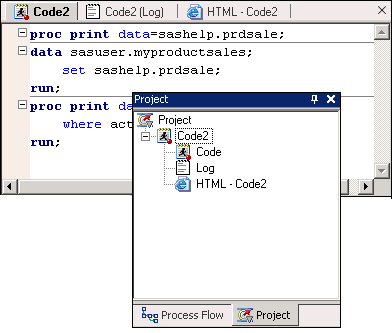 Code2 Code2 (Log) HTML - Code2
proc print data=sashelp.prdsale;
data sasuser.myproductsales;
set sashelp.prdsale;
run;
proc print da
where act
run;
Project
Project
Code2
Code
Log
HTML - Code2
Process Flow Project